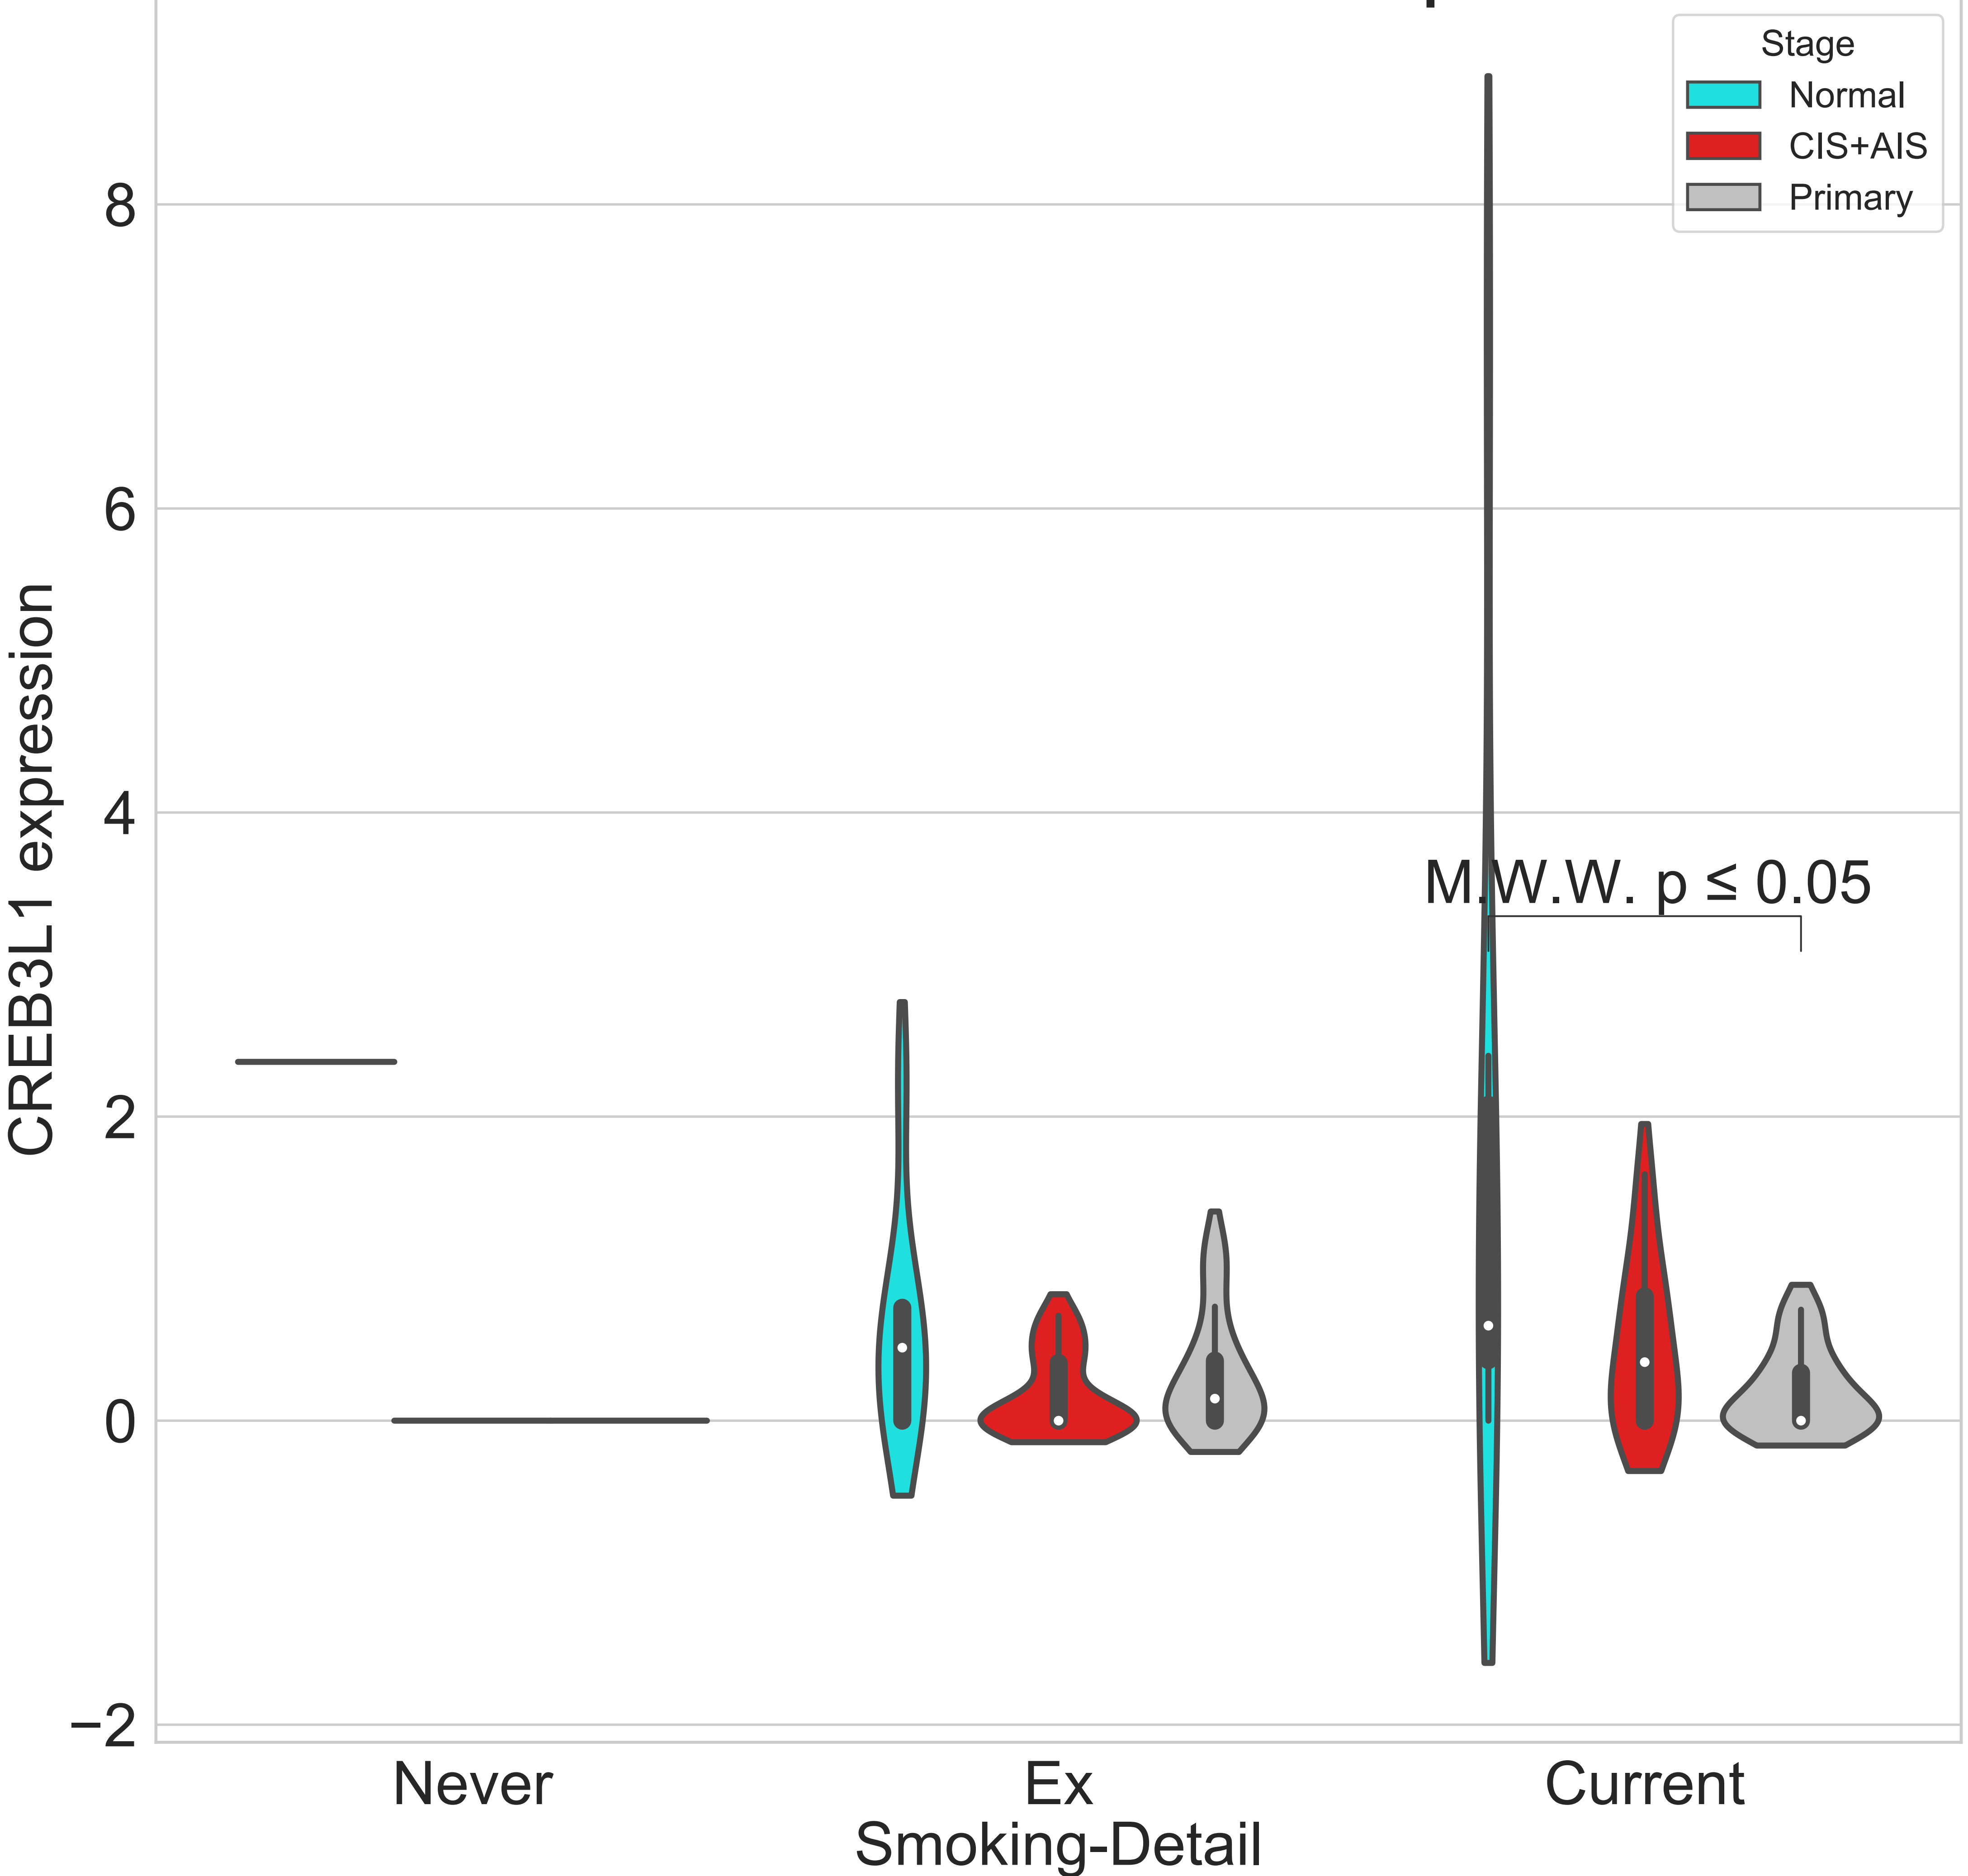 Stage
Normal
CIS+AIS
Primary
8
6
4
2
0
−2
CREB3L1 expression
M.W.W. p ≤ 0.05
Never
Ex
Current
Smoking-Detail